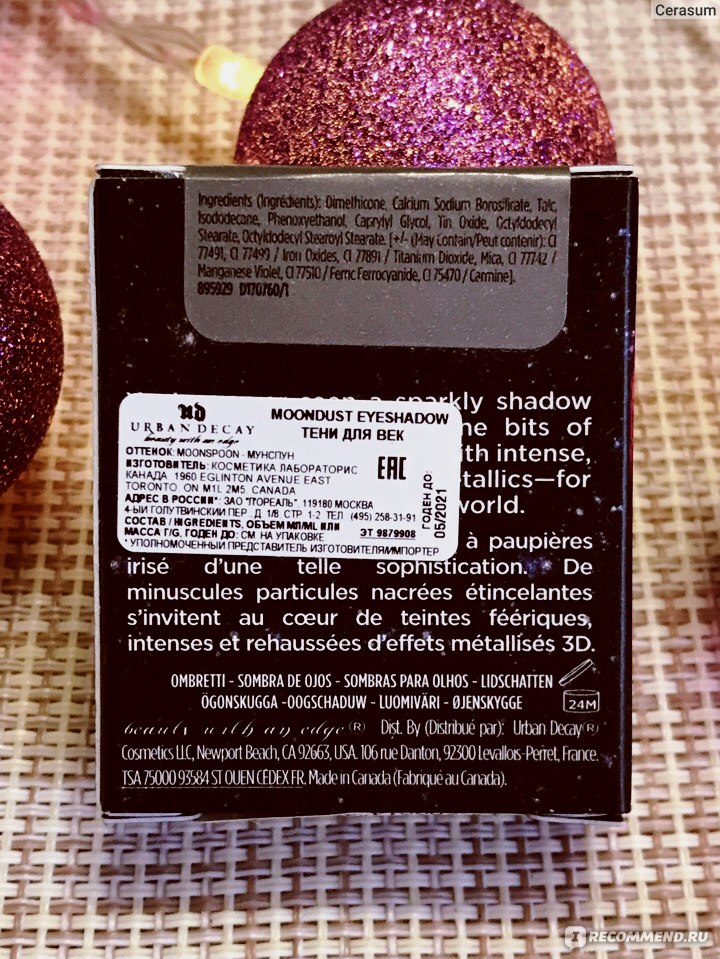 Cerasum
Ingredients (Ingrédients): Dimethicone, Calcium Sodium Borosilicate, Talc,
Isododecane, Phenoxyethanol, Caprylyl Glycol, Tin Oxide, Octyldodecyl
Stearate, Octyldodecyl Stearoyl Stearate. [+/- (May Contain/Peut contenir): CI
77491, CI 77499 / Iron Oxides, CI 77891 / Titanium Dioxide, Mica, CI 77742 /
Manganese Violet, CI 77510 / Ferric Ferrocyanide, CI 75470 / Carmine].
895929 D170760/1
a sparkly shadow
he bits of
ith intense,
etallics—for
world.
UD
URBAN DECAY
beauty with an edge
MOONDUST EYESHADOW
ТЕНИ ДЛЯ ВЕК
ОТТЕНОК: MOONSPOON - МУНСПУН
ИЗГОТОВИТЕЛЬ: КОСМЕТИКА ЛАБОРАТОРИС
КАНАДА 1960 EGLINTON AVENUE EAST
TORONTO ON M1L 2M5. CANADA
EAC
АДРЕС В РОССИИ*: ЗАО "ЛОРЕАЛЬ". 119180 МОСКВА
4-ЫЙ ГОЛУТВИНСКИЙ ПЕР., Д. 1/8. СТР. 1-2 ТЕЛ (495) 258-31-91
СОСТАВ / INGREDIENTS, ОБЪЕМ МЛ/ML ИЛИ
МАССА Г/G, ГОДЕН ДО: СМ. НА УПАКОВКЕ
ЭТ 9879908
* УПОЛНОМОЧЕННЫЙ ПРЕДСТАВИТЕЛЬ ИЗГОТОВИТЕЛЯ/ИМПОРТЕР
ГОДЕН ДО:
05/2021
à paupières
irisé d'une telle sophistication. De
minuscules particules nacrées étincelantes
s'invitent au cœur de teintes féériques,
intenses et rehaussées d'effets métallisés 3D.
OMBRETTI - SOMBRA DE OJOS - SOMBRAS PARA OLHOS - LIDSCHATTEN
ÖGONSKUGGA -OOGSCHADUW - LUOMIVÄRI - ØJENSKYGGE
24M
beauty with an edge® Dist. By (Distribué par): Urban Decay®
Cosmetics LLC, Newport Beach, CA 92663, USA. 106 rue Danton, 92300 Levallois-Perret, France.
TSA 75000 93584 ST OUEN CÉDEX FR. Made in Canada (Fabriqué au Canada).
IRECOMMEND.RU